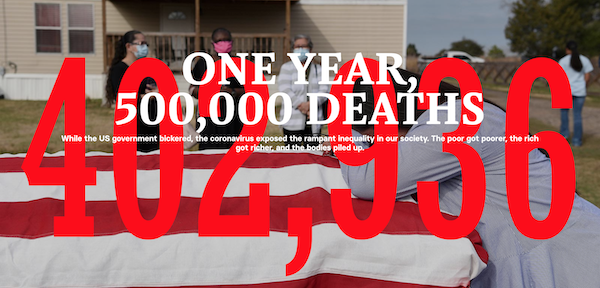 ONE YEAR,
500,000 DEATHS
402,936
While the US government bickered, the coronavirus exposed the rampant inequality in our society. The poor got poorer, the rich
got richer, and the bodies piled up.